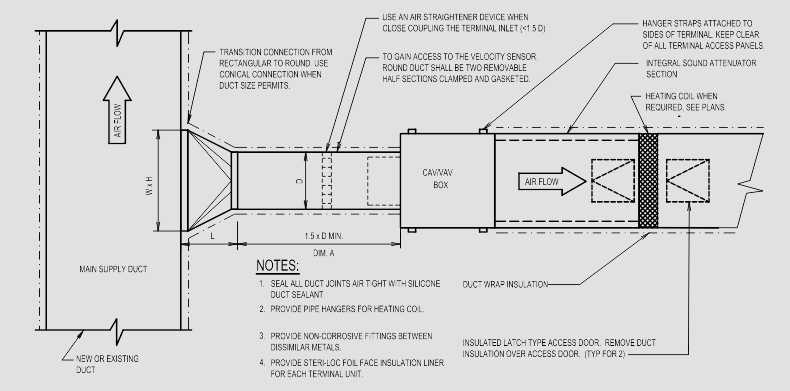 USE AN AIR STRAIGHTENER DEVICE WHEN
CLOSE COUPLING THE TERMINAL INLET (<1.5 D)
HANGER STRAPS ATTACHED TO
SIDES OF TERMINAL. KEEP CLEAR
OF ALL TERMINAL ACCESS PANELS.
TRANSITION CONNECTION FROM
RECTANGULAR TO ROUND. USE
CONICAL CONNECTION WHEN
DUCT SIZE PERMITS.
TO GAIN ACCESS TO THE VELOCITY SENSOR,
ROUND DUCT SHALL BE TWO REMOVABLE
HALF SECTIONS CLAMPED AND GASKETED.
INTEGRAL SOUND ATTENUATOR
SECTION
HEATING COIL WHEN
REQUIRED, SEE PLANS.
AIR FLOW
W x H
D
CAV/VAV
BOX
AIR FLOW
L
1.5 x D MIN.
DIM. A
MAIN SUPPLY DUCT
NOTES:
1. SEAL ALL DUCT JOINTS AIR TIGHT WITH SILICONE
DUCT SEALANT.
2. PROVIDE PIPE HANGERS FOR HEATING COIL.
3. PROVIDE NON-CORROSIVE FITTINGS BETWEEN
DISSIMILAR METALS.
4. PROVIDE STERI-LOC FOIL FACE INSULATION LINER
FOR EACH TERMINAL UNIT.
DUCT WRAP INSULATION
INSULATED LATCH TYPE ACCESS DOOR. REMOVE DUCT
INSULATION OVER ACCESS DOOR. (TYP FOR 2)
NEW OR EXISTING
DUCT